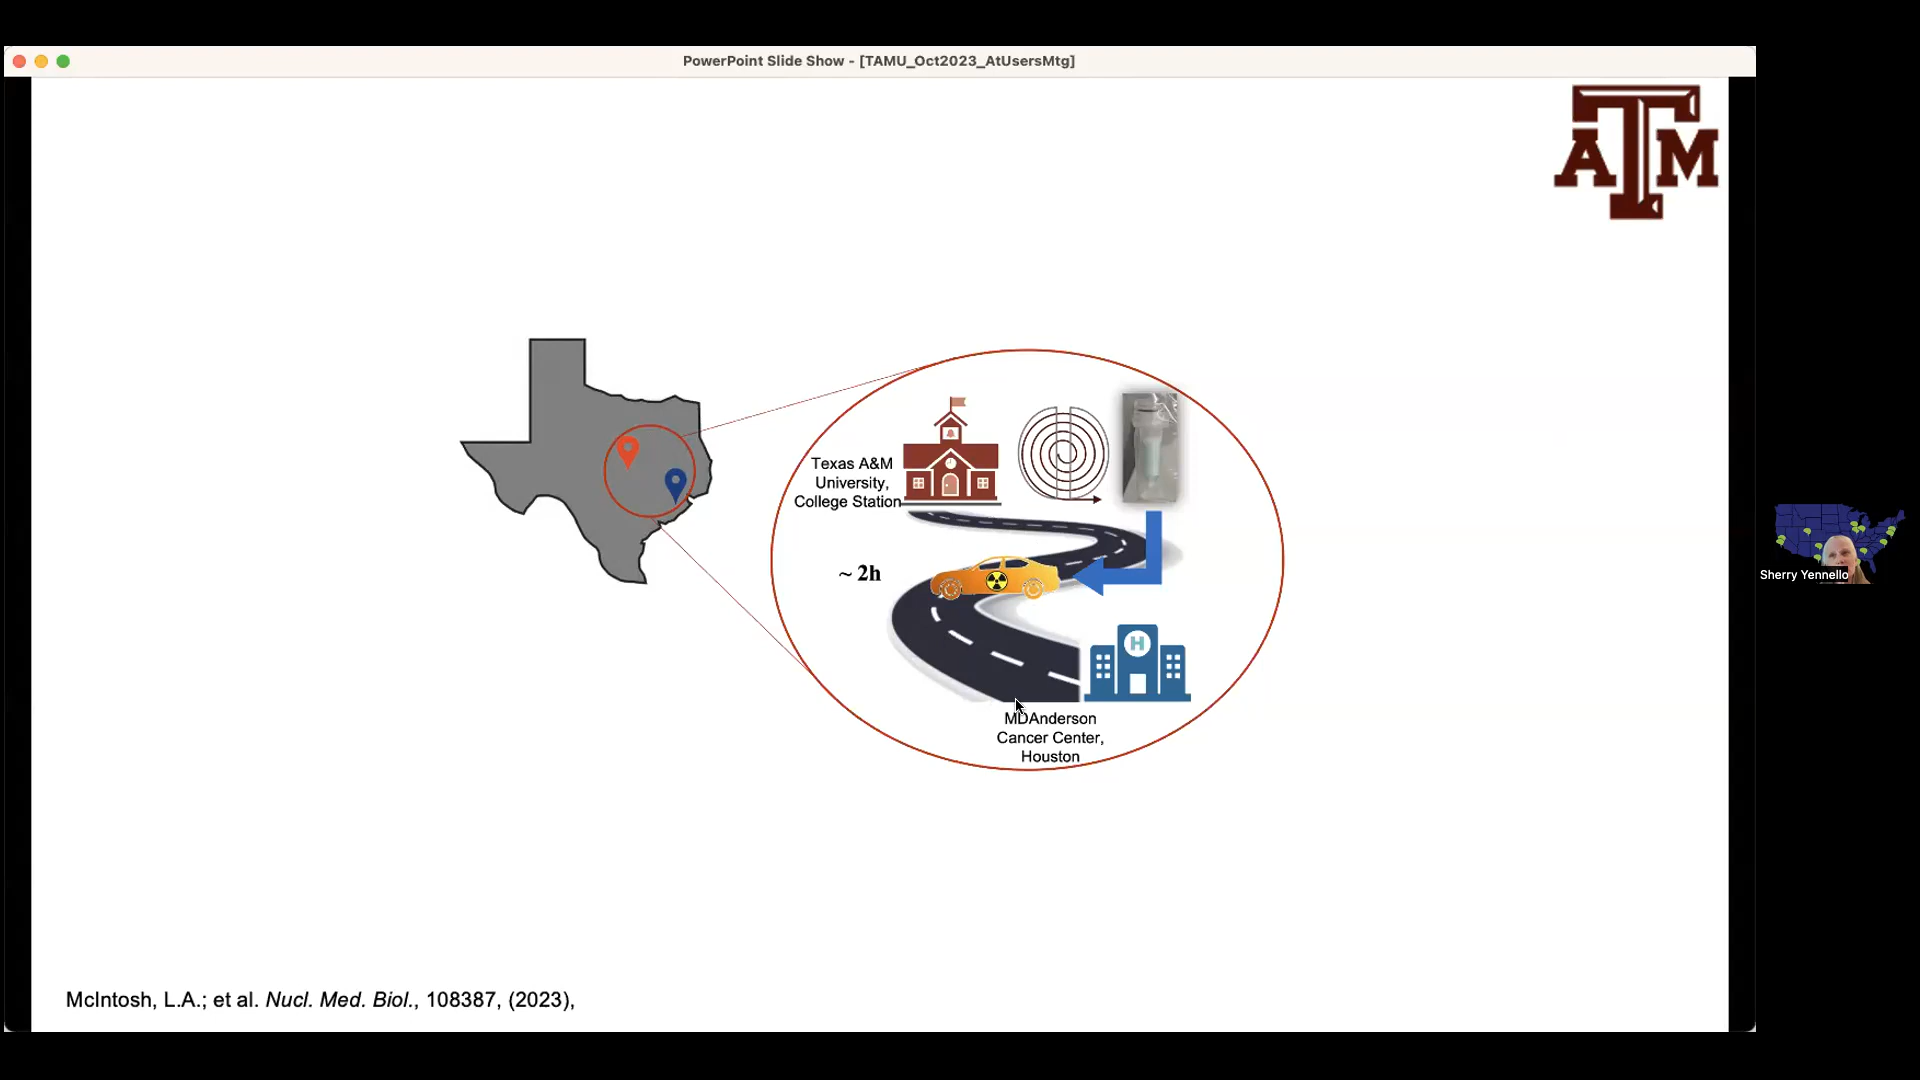 PowerPoint Slide Show - [TAMU_Oct2023_AtUsersMtg]
ATM
Texas A&M
University,
College Station
~ 2h
H
MDAnderson
Cancer Center,
Houston
Sherry Yennello
McIntosh, L.A.; et al. Nucl. Med. Biol., 108387, (2023),